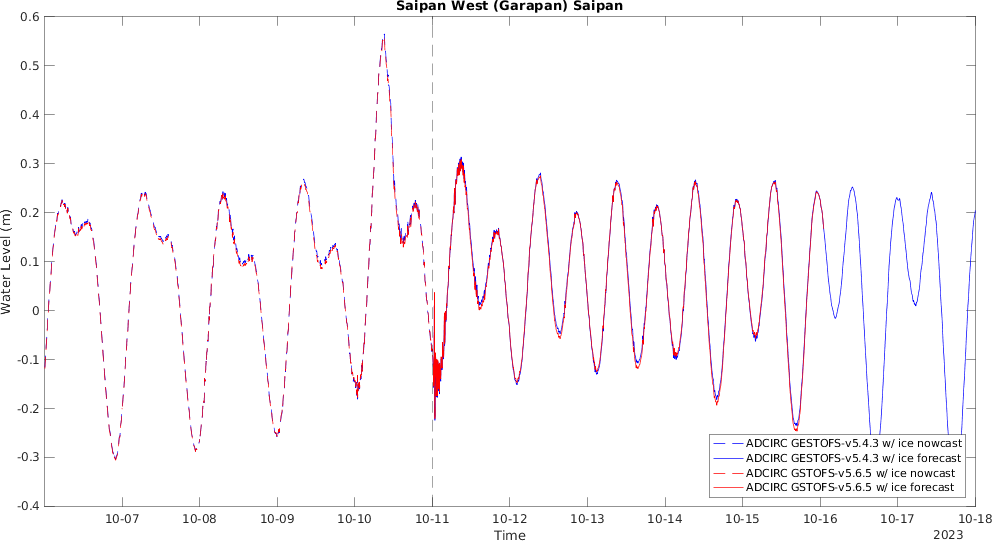 Saipan West (Garapan) Saipan
0.6
0.5
0.4
0.3
0.2
0.1
0
-0.1
-0.2
-0.3
-0.4
Water Level (m)
ADCIRC GESTOFS-v5.4.3 w/ ice nowcast
ADCIRC GESTOFS-v5.4.3 w/ ice forecast
ADCIRC GSTOFS-v5.6.5 w/ ice nowcast
ADCIRC GSTOFS-v5.6.5 w/ ice forecast
10-07 10-08 10-09 10-10 10-11 10-12 10-13 10-14 10-15 10-16 10-17 10-18
Time
2023